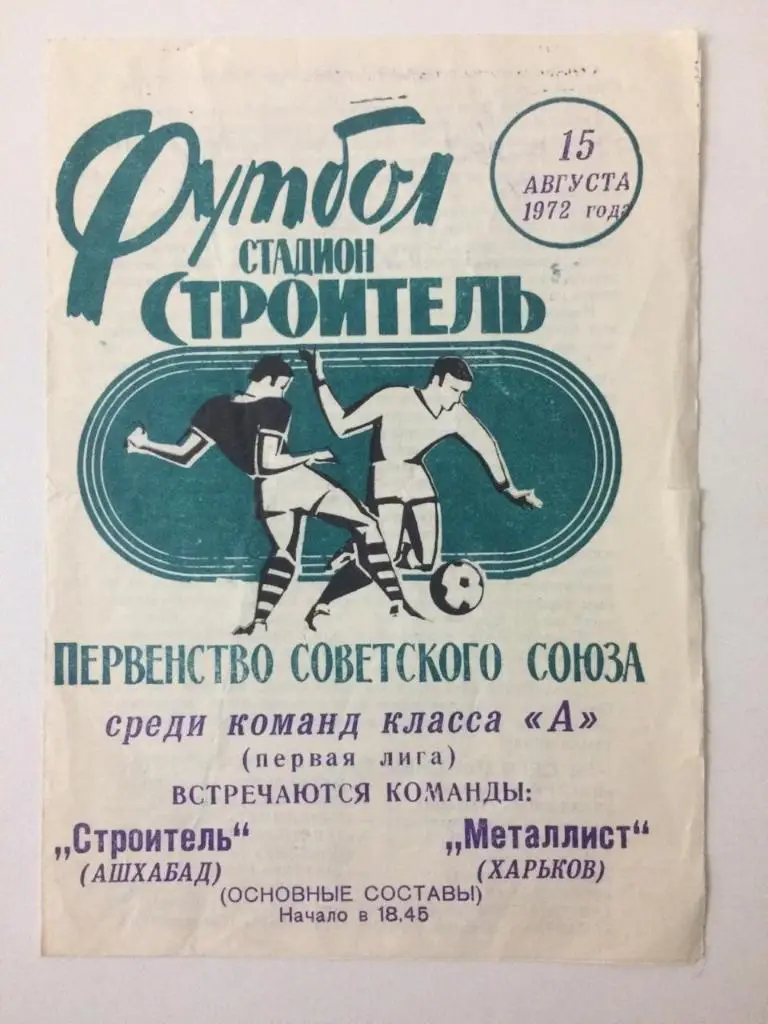 Футбол
15
АВГУСТА
1972 года
СТАДИОН
СТРОИТЕЛЬ
ПЕРВЕНСТВО СОВЕТСКОГО СОЮЗА
среди команд класса «А»
(первая лига)
ВСТРЕЧАЮТСЯ КОМАНДЫ:
„Строитель“ „Металлист“
(АШХАБАД) (ХАРЬКОВ)
(ОСНОВНЫЕ СОСТАВЫ)
Начало в 18.45